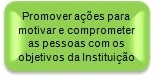 Promover ações para
motivar e comprometer
as pessoas com os
objetivos da Instituição